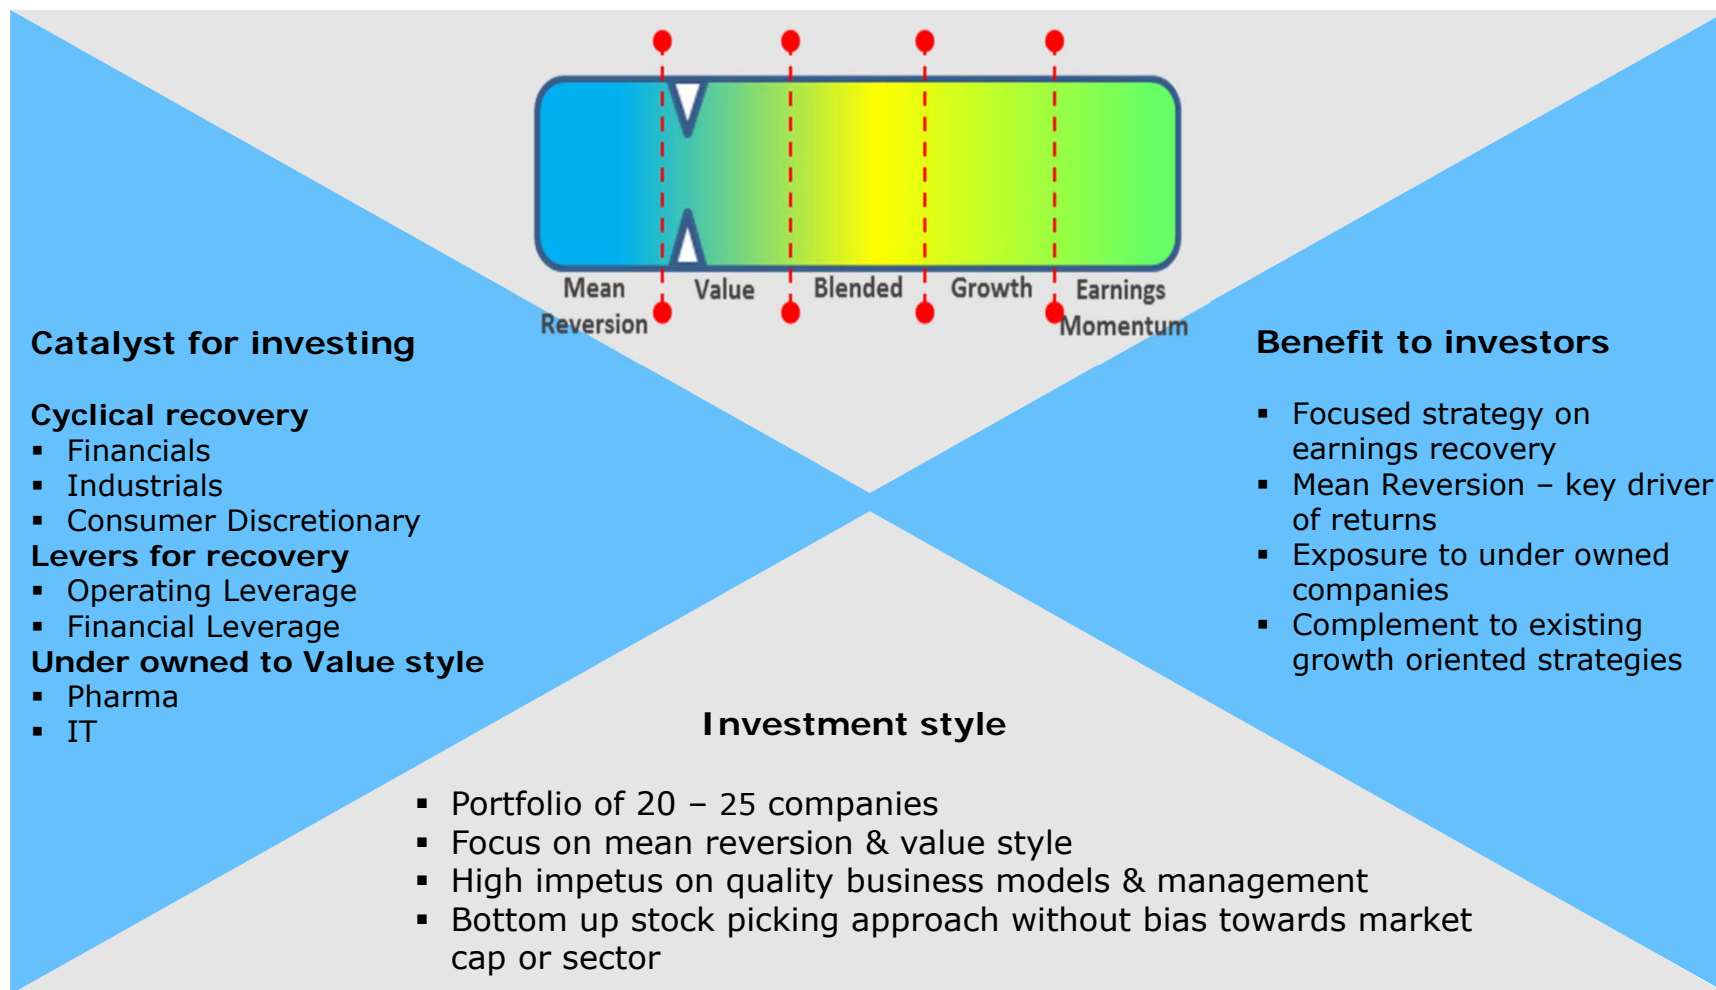 Mean
Reversion
Value
Blended
Growth
Earnings
Momentum
Catalyst for investing
Cyclical recovery
▪ Financials
▪ Industrials
▪ Consumer Discretionary
Levers for recovery
▪ Operating Leverage
▪ Financial Leverage
Under owned to Value style
▪ Pharma
▪ IT
Benefit to investors
▪ Focused strategy on
earnings recovery
▪ Mean Reversion – key driver
of returns
▪ Exposure to under owned
companies
▪ Complement to existing
growth oriented strategies
Investment style
▪ Portfolio of 20 – 25 companies
▪ Focus on mean reversion & value style
▪ High impetus on quality business models & management
▪ Bottom up stock picking approach without bias towards market
cap or sector